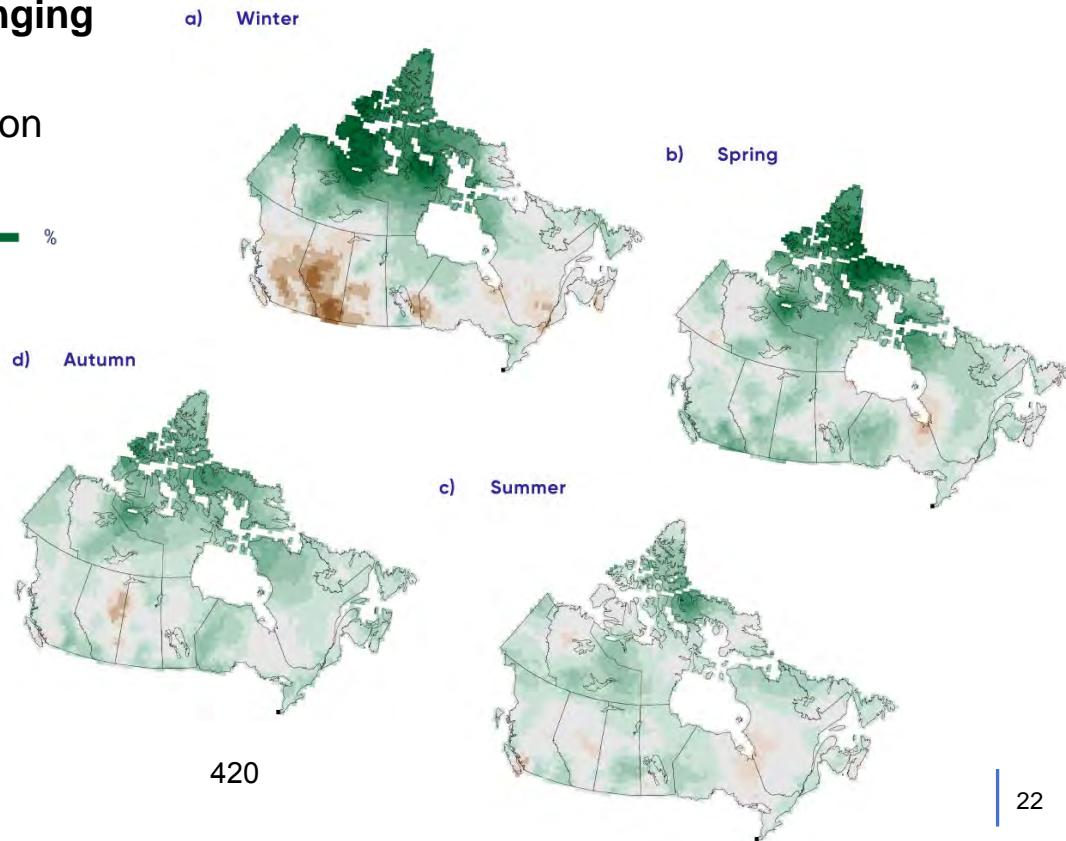 nging
on
%
a) Winter
b) Spring
d) Autumn
c) Summer
420
22